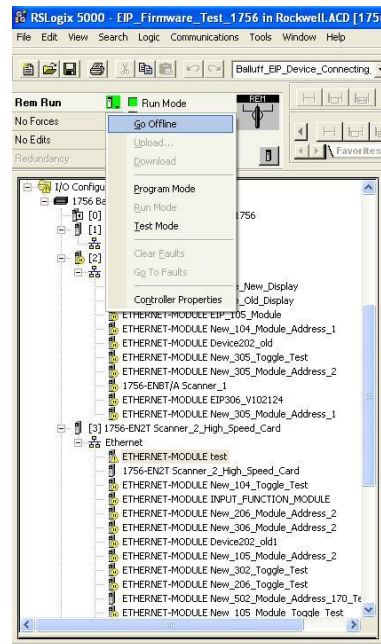 RSLogix 5000 - EIP_Firmware_Test_1756 in Rockwell.ACD [175
File Edit View Search Logic Communications Tools Window Help
Balluff_EIP_Device_Connecting.
Rem Run Run Mode REM
No Forces Go Offline
No Edits Upload...
Redundancy Download Favorites
Program Mode
Run Mode
Test Mode
Clear Faults
Go To Faults
Controller Properties
I/O Configu
1756 Ba
[0] 1756
[1]
[2]
_New_Display
_Old_Display
ETHERNET-MODULE EIP_105_Module
ETHERNET-MODULE New_104_Module_Address_1
ETHERNET-MODULE Device202_old
ETHERNET-MODULE New_305_Toggle_Test
ETHERNET-MODULE New_305_Module_Address_2
1756-ENBT/A Scanner_1
ETHERNET-MODULE EIP306_V102124
ETHERNET-MODULE New_305_Module_Address_1
[3] 1756-EN2T Scanner_2_High_Speed_Card
Ethernet
ETHERNET-MODULE test
1756-EN2T Scanner_2_High_Speed_Card
ETHERNET-MODULE New_104_Toggle_Test
ETHERNET-MODULE INPUT_FUNCTION_MODULE
ETHERNET-MODULE New_206_Module_Address_2
ETHERNET-MODULE New_306_Module_Address_2
ETHERNET-MODULE Device202_old1
ETHERNET-MODULE New_105_Module_Address_2
ETHERNET-MODULE New_302_Toggle_Test
ETHERNET-MODULE New_206_Toggle_Test
ETHERNET-MODULE New_502_Module_Address_170_Te
ETHERNET-MODULE New_105_Module_Toggle_Test